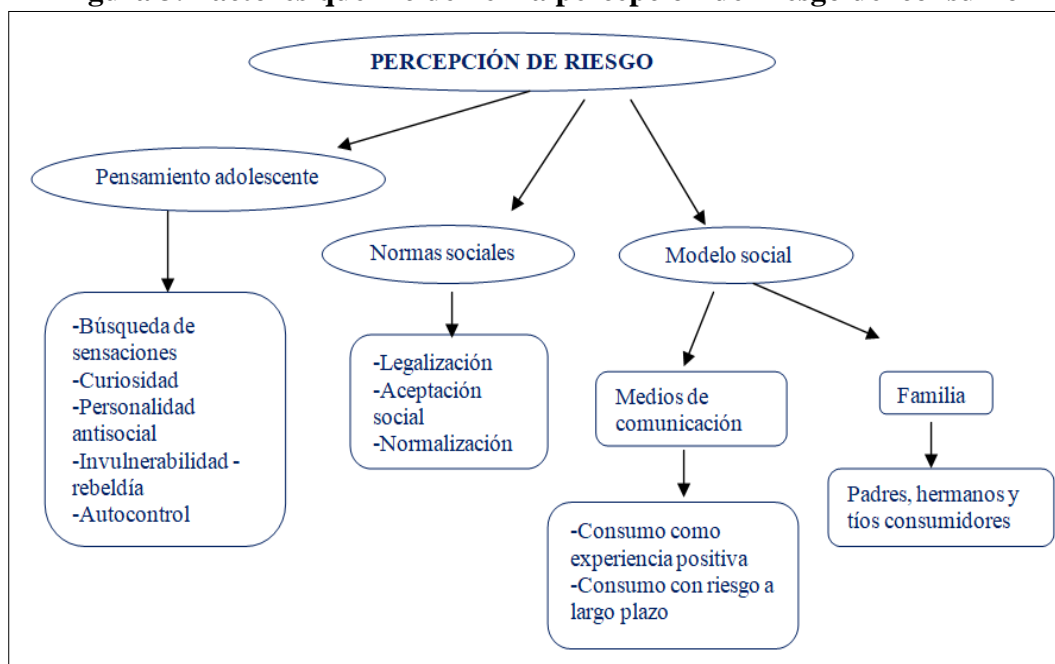 PERCEPCIÓN DE RIESGO
Pensamiento adolescente
Normas sociales
Modelo social
-Búsqueda de
sensaciones
-Curiosidad
-Personalidad
antisocial
-Invulnerabilidad -
rebeldía
-Autocontrol
-Legalización
-Aceptación
social
-Normalización
Medios de
comunicación
Familia
-Consumo como
experiencia positiva
-Consumo con riesgo a
largo plazo
Padres, hermanos y
tíos consumidores